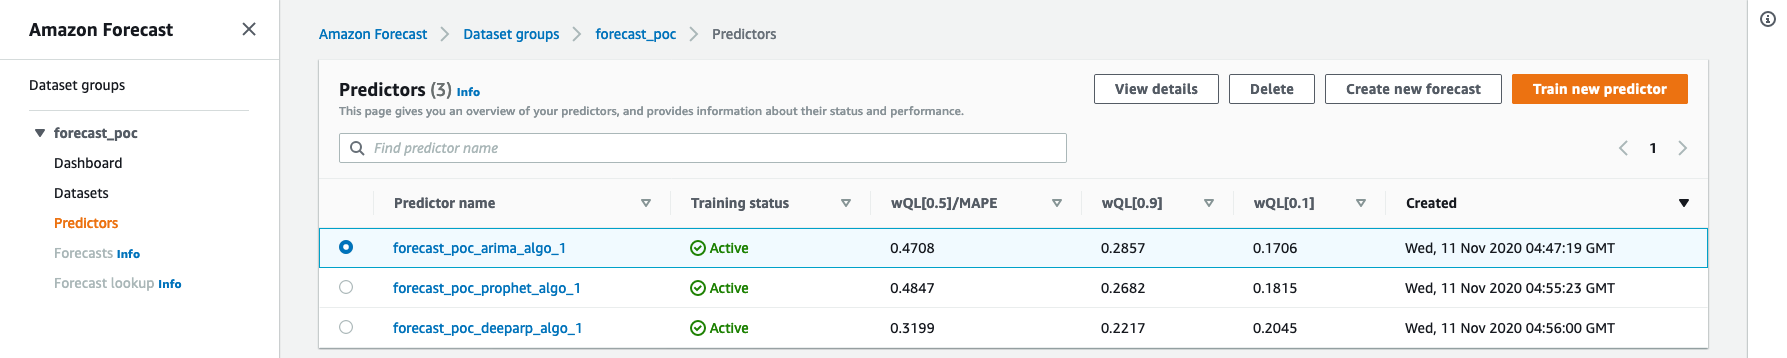 Amazon Forecast
Dataset groups
forecast_poc
Dashboard
Datasets
Predictors
Forecasts Info
Forecast lookup Info
Amazon Forecast Dataset groups forecast_poc Predictors
Predictors (3) Info
This page gives you an overview of your predictors, and provides information about their status and performance.
View details Delete Create new forecast Train new predictor
Find predictor name
1
Predictor name Training status wQL[0.5]/MAPE wQL[0.9] wQL[0.1] Created
forecast_poc_arima_algo_1 Active 0.4708 0.2857 0.1706 Wed, 11 Nov 2020 04:47:19 GMT
forecast_poc_prophet_algo_1 Active 0.4847 0.2682 0.1815 Wed, 11 Nov 2020 04:55:23 GMT
forecast_poc_deeparp_algo_1 Active 0.3199 0.2217 0.2045 Wed, 11 Nov 2020 04:56:00 GMT